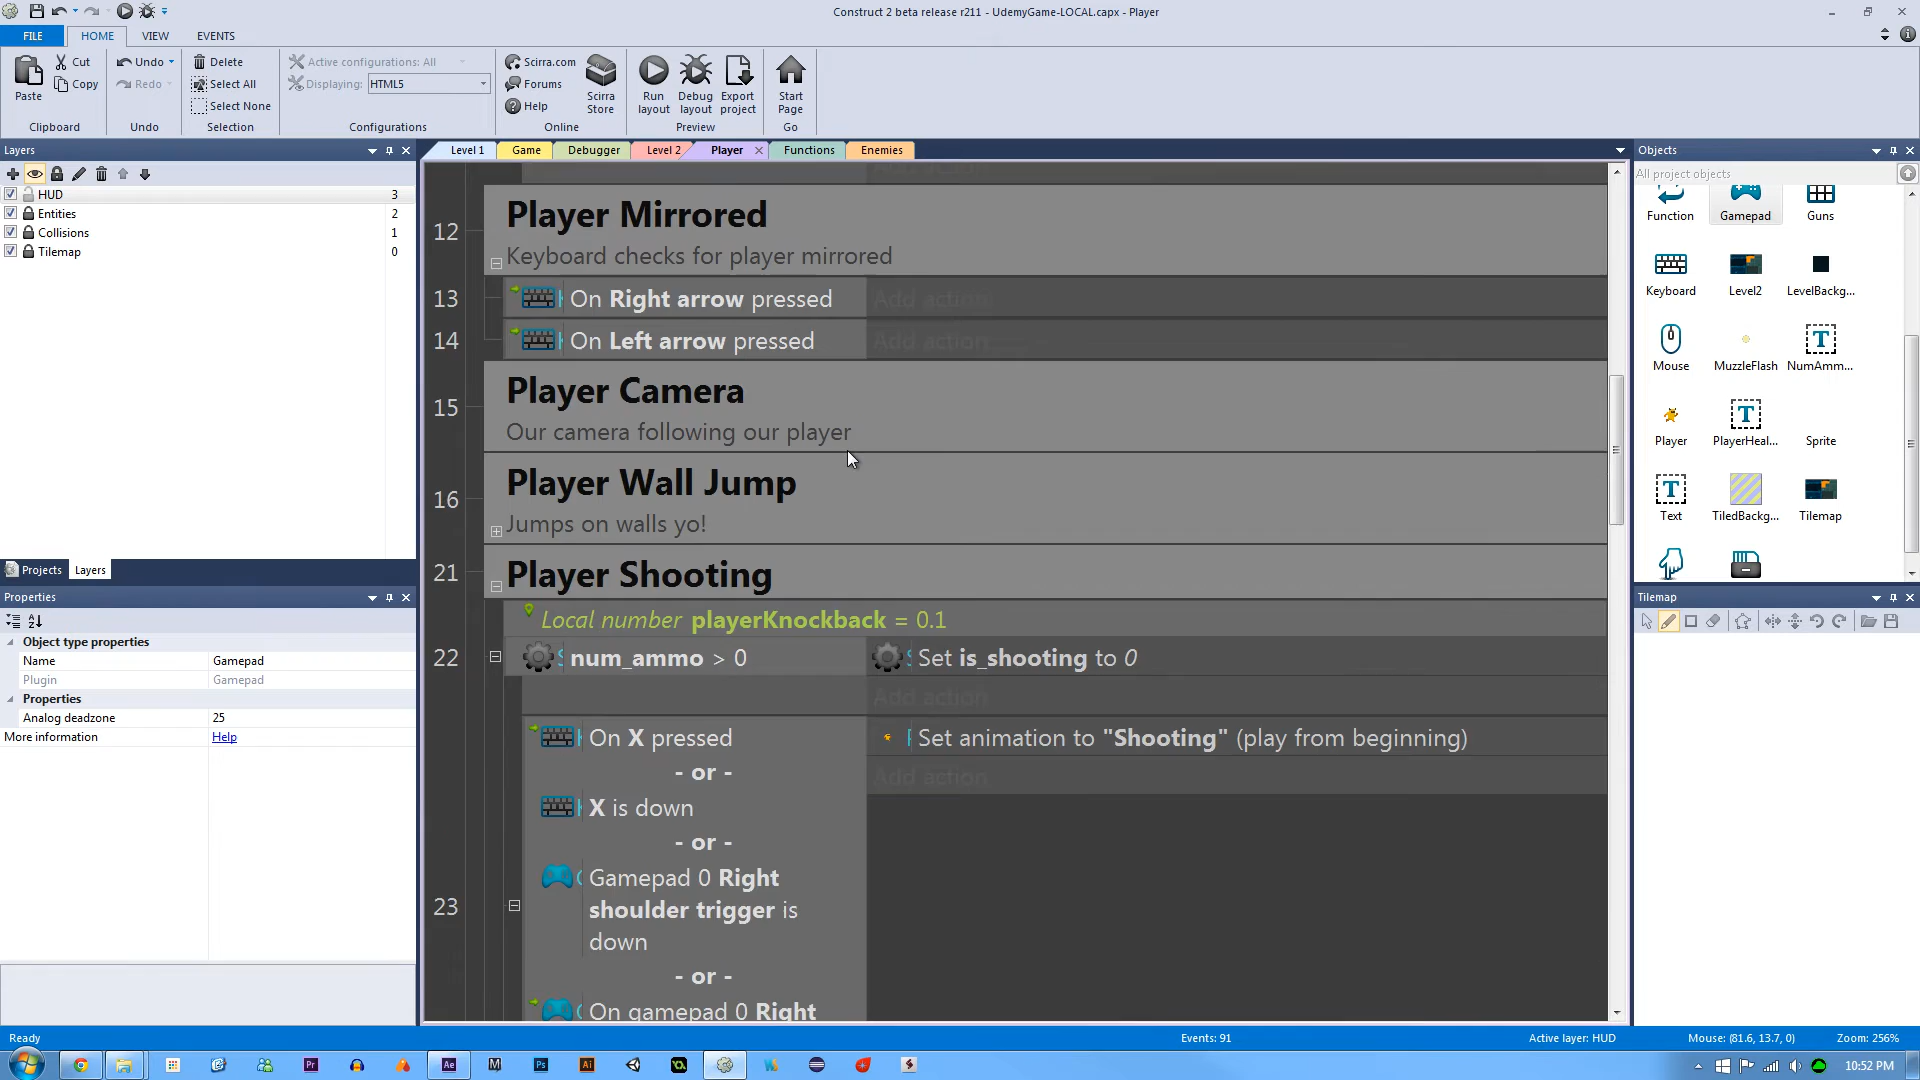 Construct 2 beta release r211 - UdemyGame-LOCAL.capx - Player
FILE
HOME
VIEW
EVENTS
Paste
Cut
Copy
Clipboard
Undo
Redo
Undo
Delete
Select All
Select None
Selection
Active configurations: All
Displaying:
HTML5
Configurations
Scirra.com
Forums
Help
Online
Scirra
Store
Run
layout
Debug
layout
Export
project
Preview
Start
Page
Go
Layers
HUD 3
Entities 2
Collisions 1
Tilemap 0
Projects
Layers
Properties
Object type properties
Name Gamepad
Plugin Gamepad
Properties
Analog deadzone 25
More information Help
Level 1
Game
Debugger
Level 2
Player
Functions
Enemies
Add action
12
Player Mirrored
Keyboard checks for player mirrored
13 On Right arrow pressed Add action
14 On Left arrow pressed Add action
15
Player Camera
Our camera following our player
16
Player Wall Jump
Jumps on walls yo!
21
Player Shooting
Local number playerKnockback = 0.1
22 num_ammo > 0 Set is_shooting to 0
Add action
On X pressed Set animation to "Shooting" (play from beginning)
- or - Add action
X is down
- or -
23
Gamepad 0 Right
shoulder trigger is
down
- or -
On gamepad 0 Right
Objects
All project objects
Function
Gamepad
Guns
Keyboard
Level2
LevelBackg...
Mouse
MuzzleFlash
NumAmm...
Player
PlayerHeal...
Sprite
Text
TiledBackg...
Tilemap
Tilemap
Ready
Events: 91
Active layer: HUD
Mouse: (81.6, 13.7, 0)
Zoom: 256%
10:52 PM